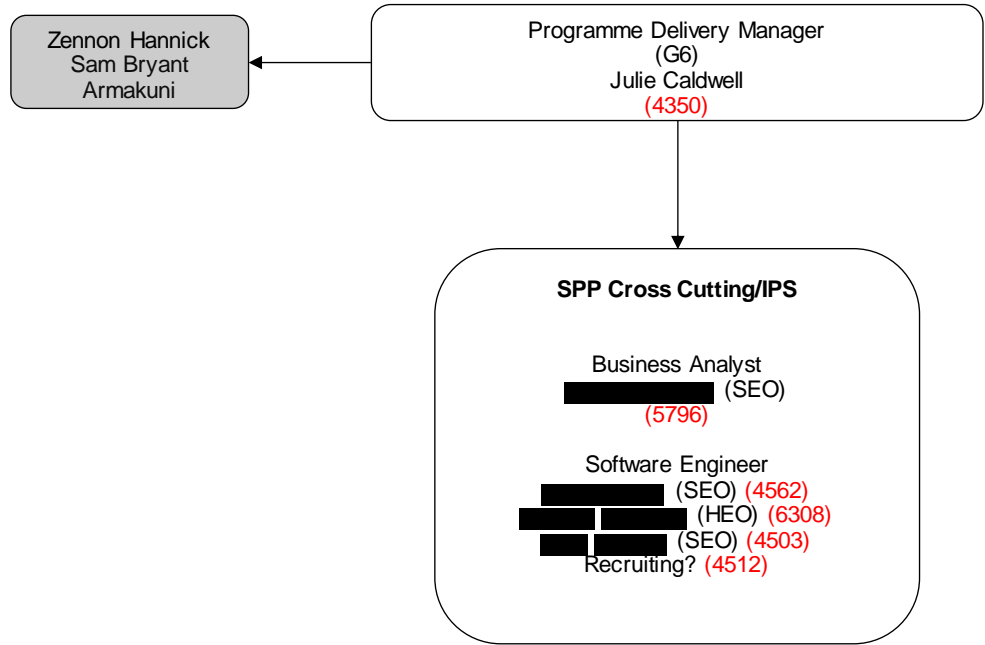 Zennon Hannick
Sam Bryant
Armakuni
Programme Delivery Manager
(G6)
Julie Caldwell
(4350)
SPP Cross Cutting/IPS
Business Analyst
(SEO)
(5796)
Software Engineer
(SEO) (4562)
(HEO) (6308)
(SEO) (4503)
Recruiting? (4512)